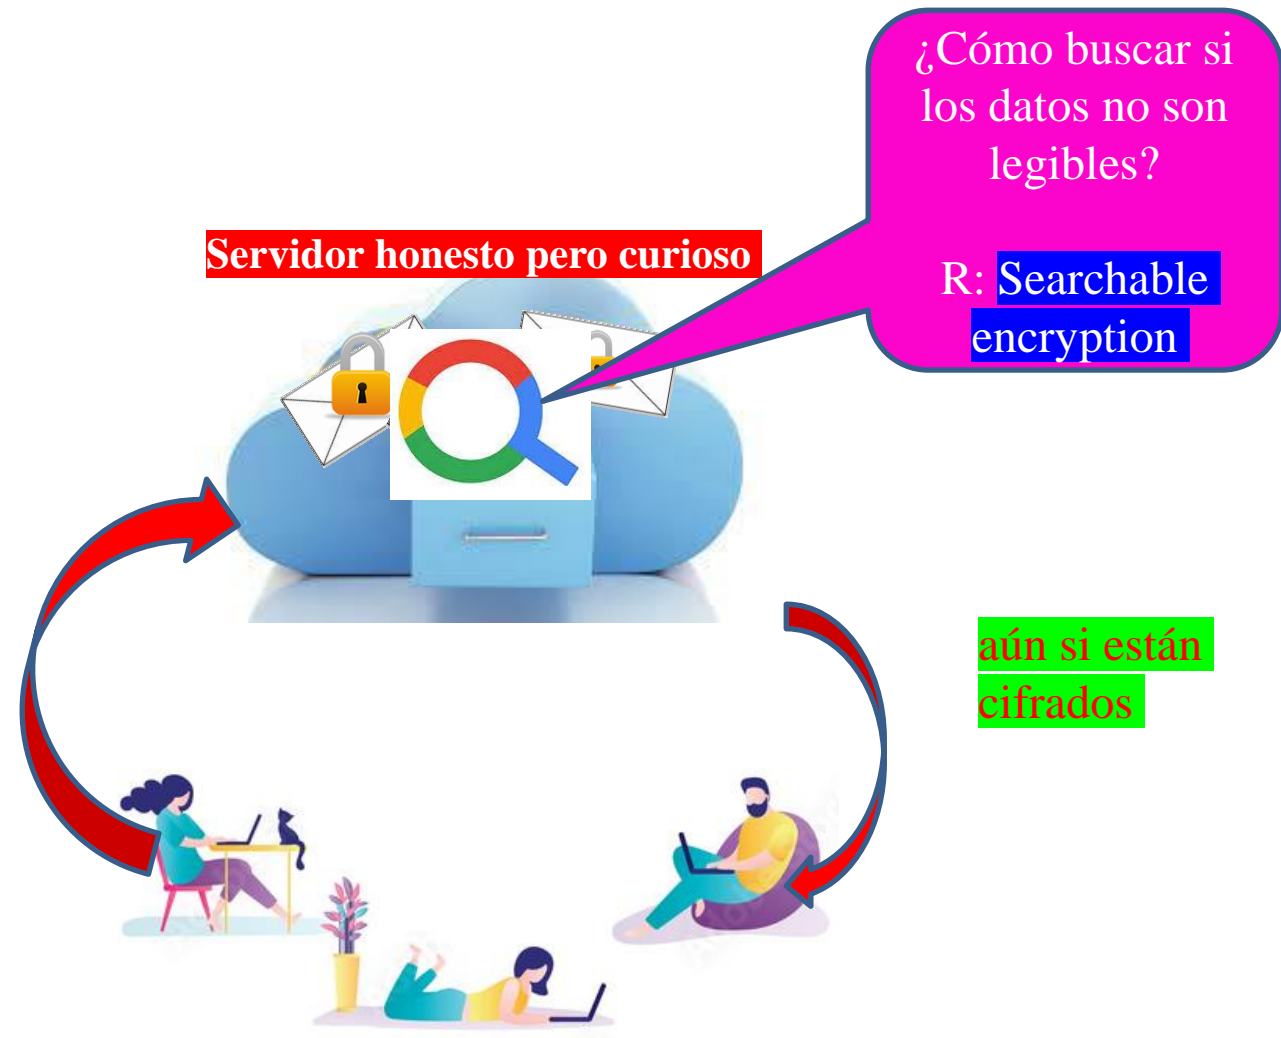 ¿Cómo buscar si
los datos no son
legibles?
R: Searchable
encryption
Servidor honesto pero curioso
aún si están
cifrados